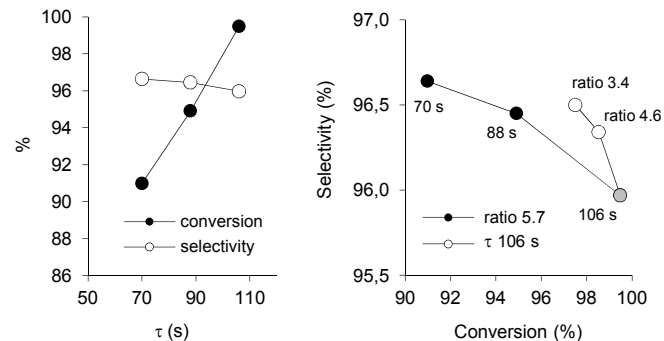 100
98
96
94
92
90
88
86
%
50
70
90
110
τ (s)
conversion
selectivity
97,0
96,5
96,0
95,5
Selectivity (%)
ratio 3.4
ratio 4.6
70 s
88 s
106 s
ratio 5.7
τ 106 s
90
92
94
96
98
100
Conversion (%)